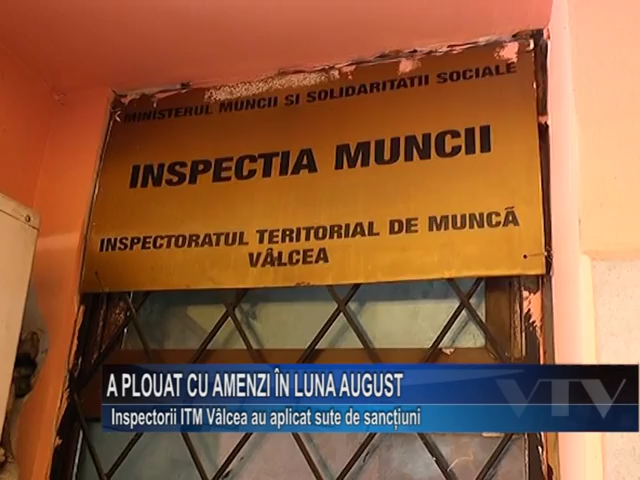 MINISTERUL MUNCII SI SOLIDARITATII SOCIALE
INSPECTIA MUNCII
INSPECTORATUL TERITORIAL DE MUNCĂ
VÂLCEA
A PLOUAT CU AMENZI ÎN LUNA AUGUST
Inspectorii ITM Vâlcea au aplicat sute de sancțiuni
VTV